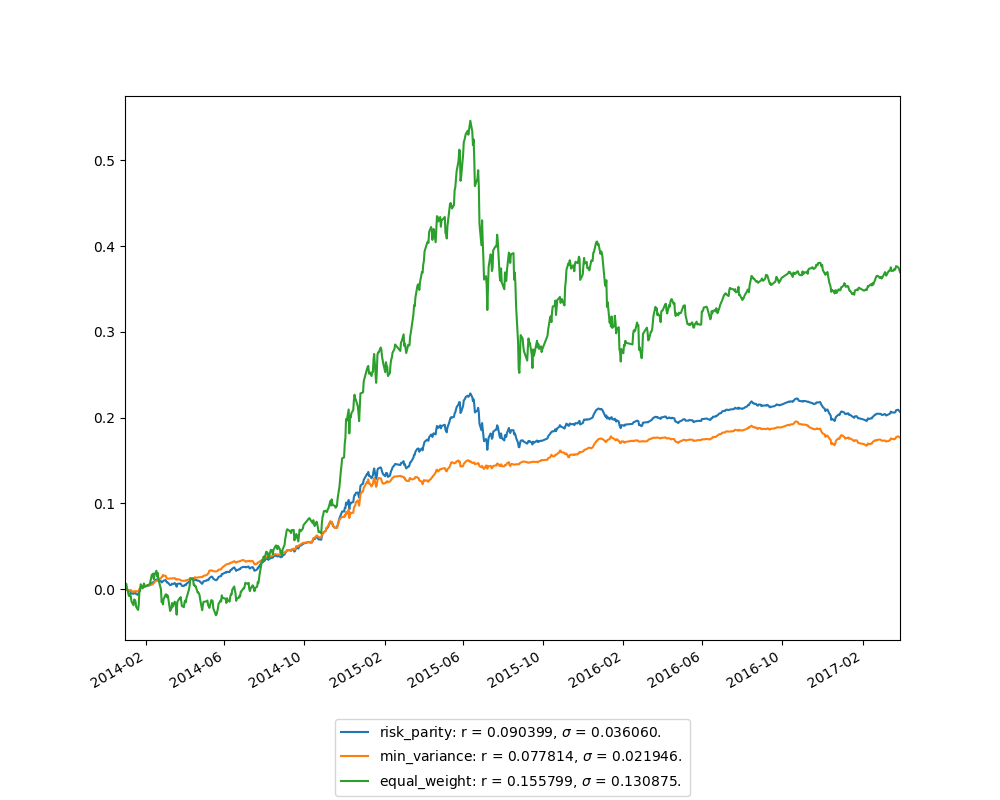 0.5
0.4
0.3
0.2
0.1
0.0
2014-02 2014-06 2014-10 2015-02 2015-06 2015-10 2016-02 2016-06 2016-10 2017-02
risk_parity: r = 0.090399, σ = 0.036060.
min_variance: r = 0.077814, σ = 0.021946.
equal_weight: r = 0.155799, σ = 0.130875.